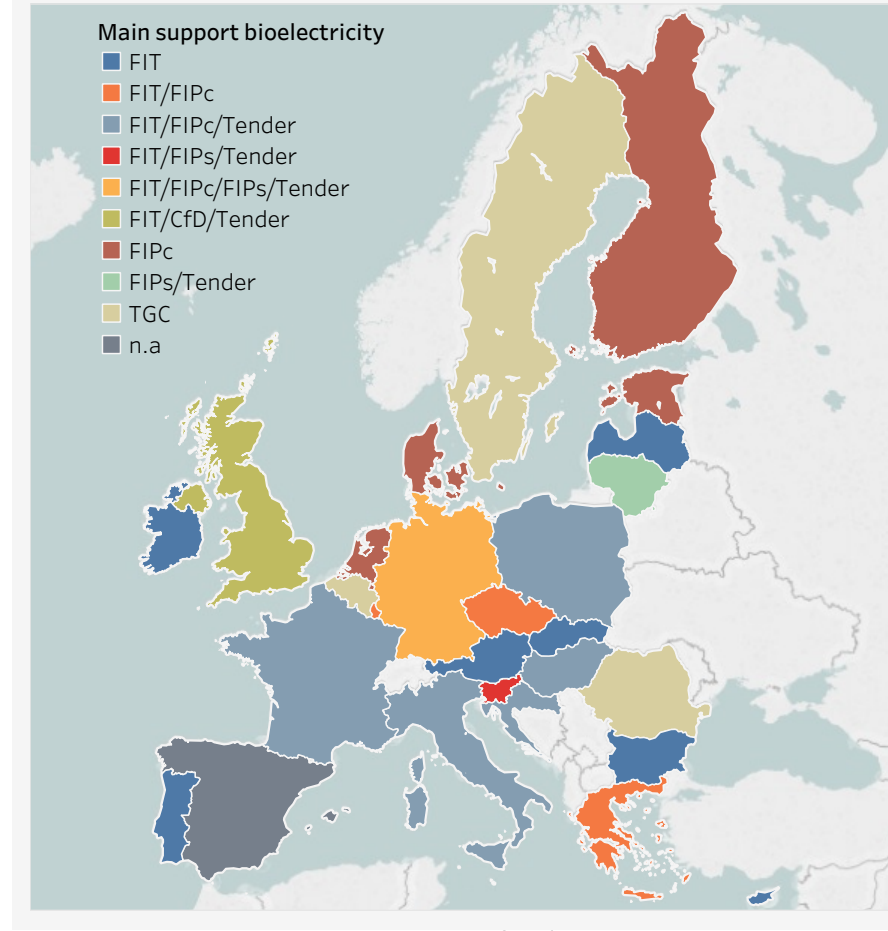 Main support bioelectricity
FIT
FIT/FIPc
FIT/FIPc/Tender
FIT/FIPs/Tender
FIT/FIPc/FIPs/Tender
FIT/CfD/Tender
FIPc
FIPs/Tender
TGC
n.a